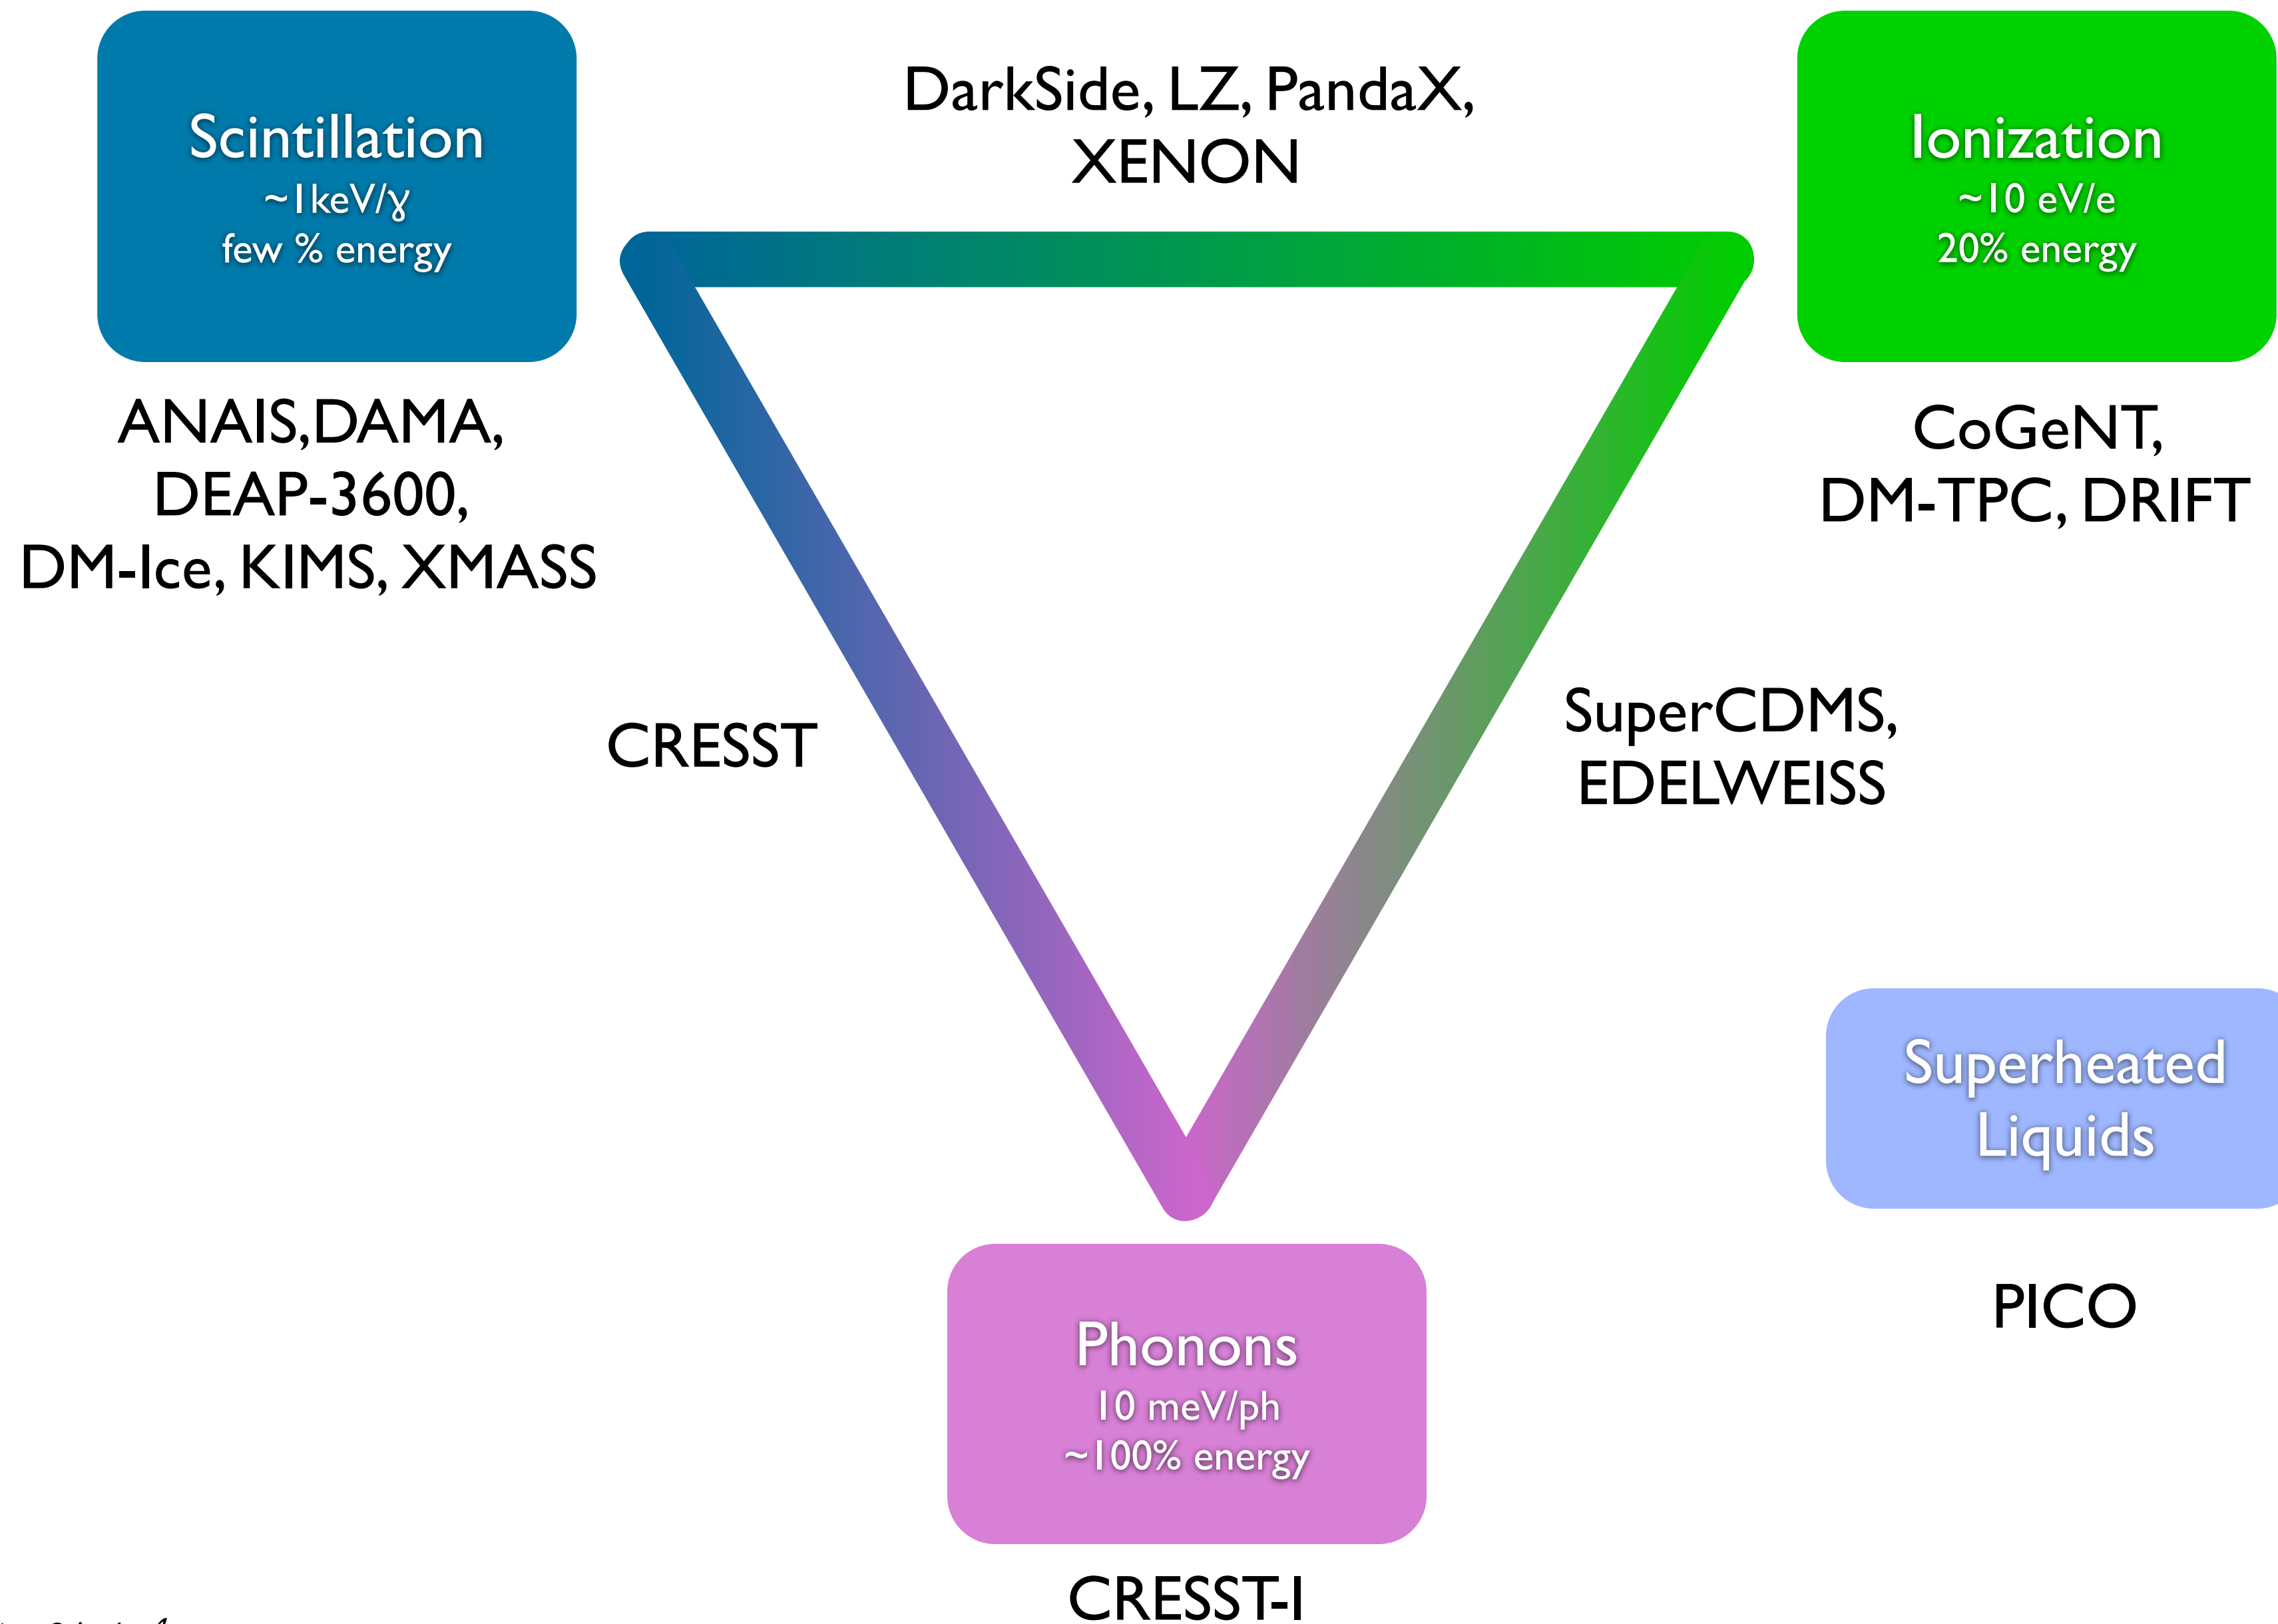 Scintillation
~1keV/γ
few % energy
ANAIS,DAMA,
DEAP-3600,
DM-Ice, KIMS, XMASS
DarkSide, LZ, PandaX,
XENON
Ionization
~10 eV/e
20% energy
CoGeNT,
DM-TPC, DRIFT
CRESST
SuperCDMS,
EDELWEISS
Superheated
Liquids
PICO
Phonons
10 meV/ph
~100% energy
CRESST-I